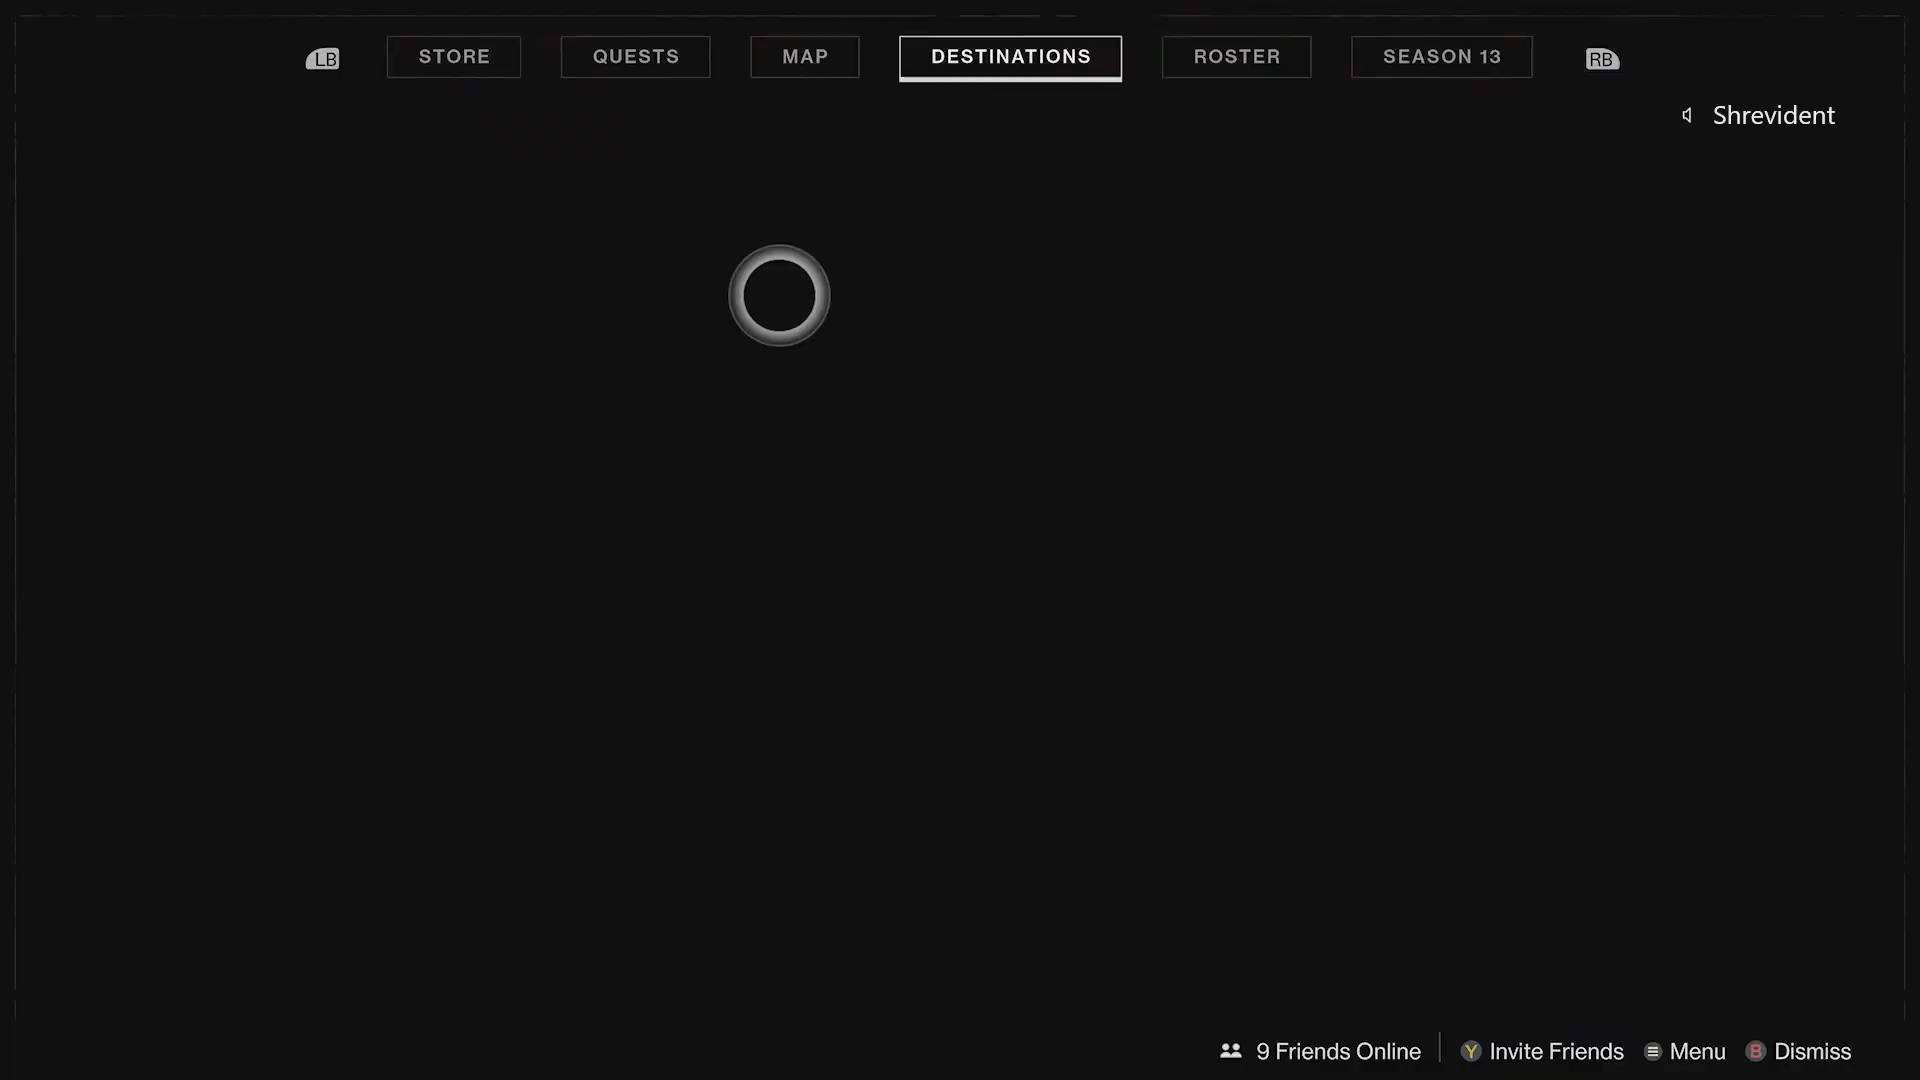 LB STORE QUESTS MAP DESTINATIONS ROSTER SEASON 13 RB
Shrevident
9 Friends Online Y Invite Friends Menu B Dismiss